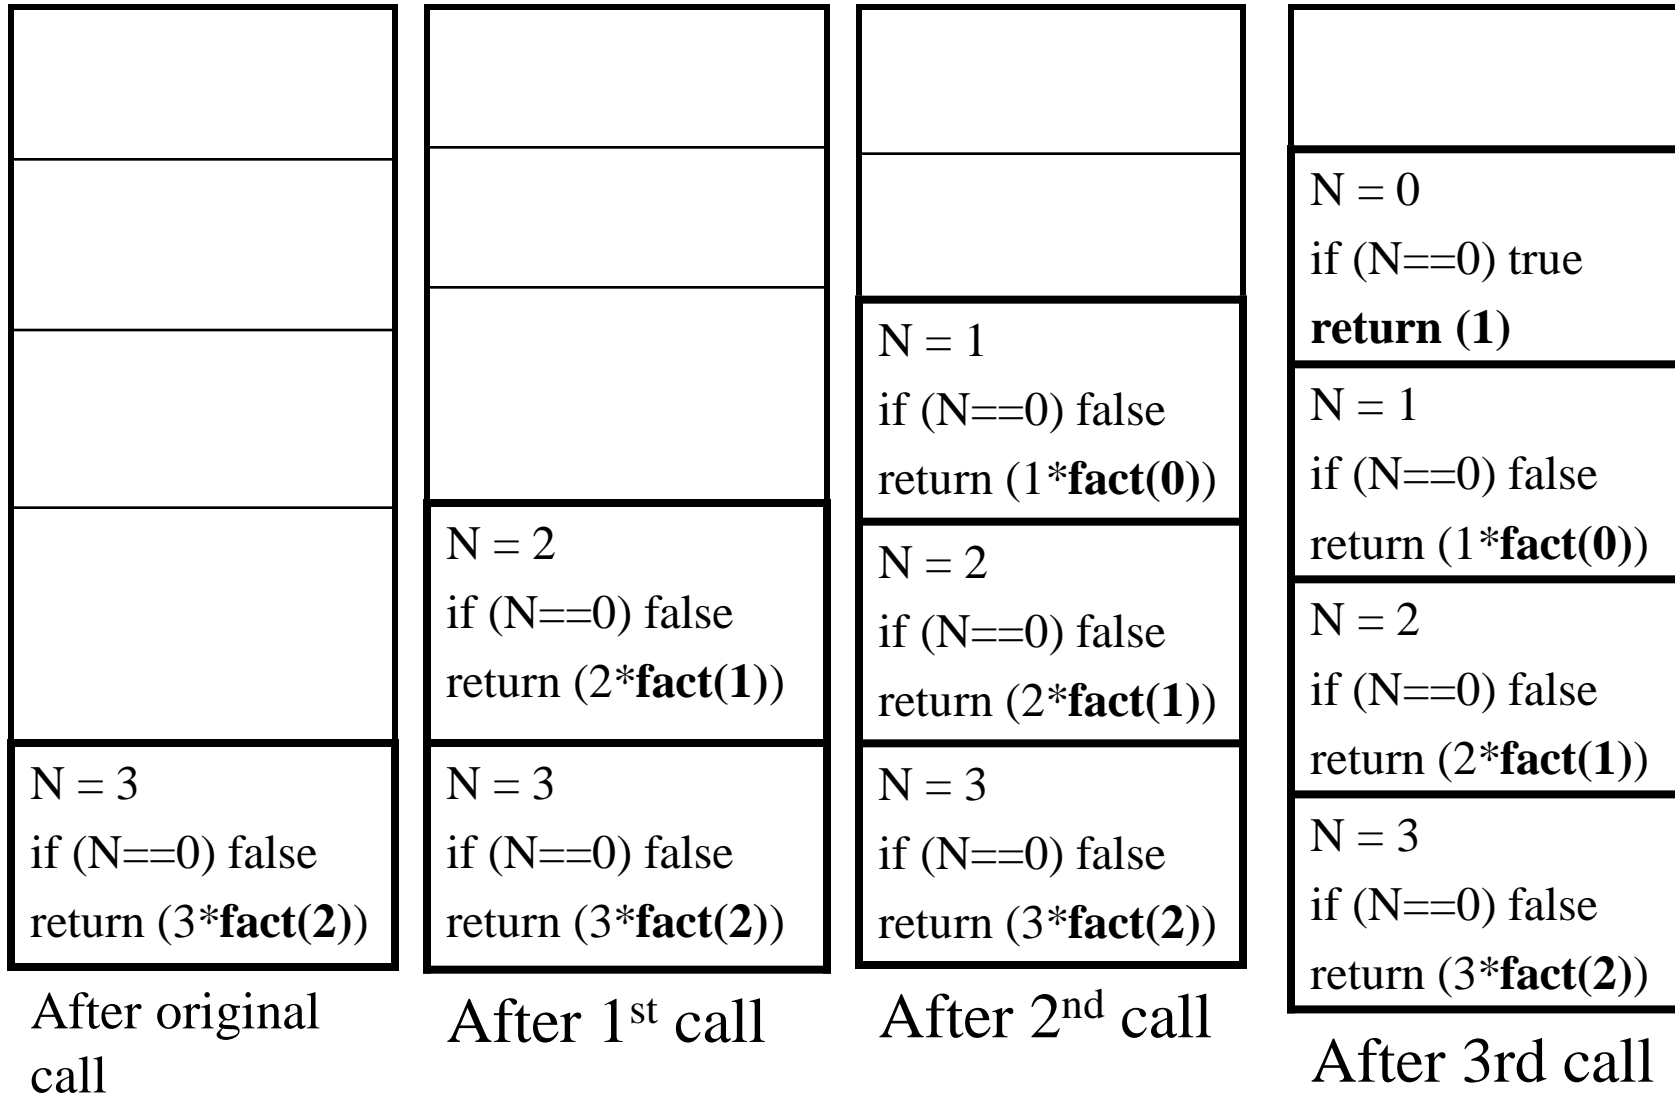 N = 3
if (N==0) false
return (3*fact(2))
After original
call
N = 2
if (N==0) false
return (2*fact(1))
N = 3
if (N==0) false
return (3*fact(2))
After 1st call
N = 1
if (N==0) false
return (1*fact(0))
N = 2
if (N==0) false
return (2*fact(1))
N = 3
if (N==0) false
return (3*fact(2))
After 2nd call
N = 0
if (N==0) true
return (1)
N = 1
if (N==0) false
return (1*fact(0))
N = 2
if (N==0) false
return (2*fact(1))
N = 3
if (N==0) false
return (3*fact(2))
After 3rd call